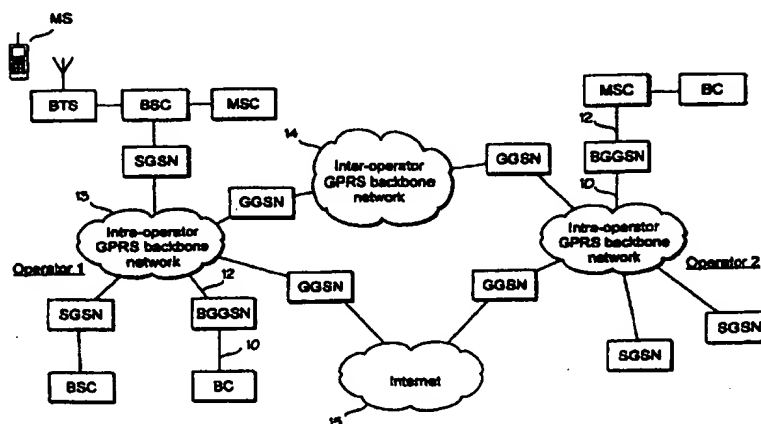 MS
BTS
BSC
MSC
MSC
BC
12
14
SGSN
Inter-operator
GPRS backbone
network
GGSN
BGGSN
10
13
GGSN
Intra-operator
GPRS backbone
network
Intra-operator
GPRS backbone
network
Operator 1
12
Operator 2
GGSN
GGSN
SGSN
BGGSN
SGSN
10
SGSN
BSC
BC
Internet
15